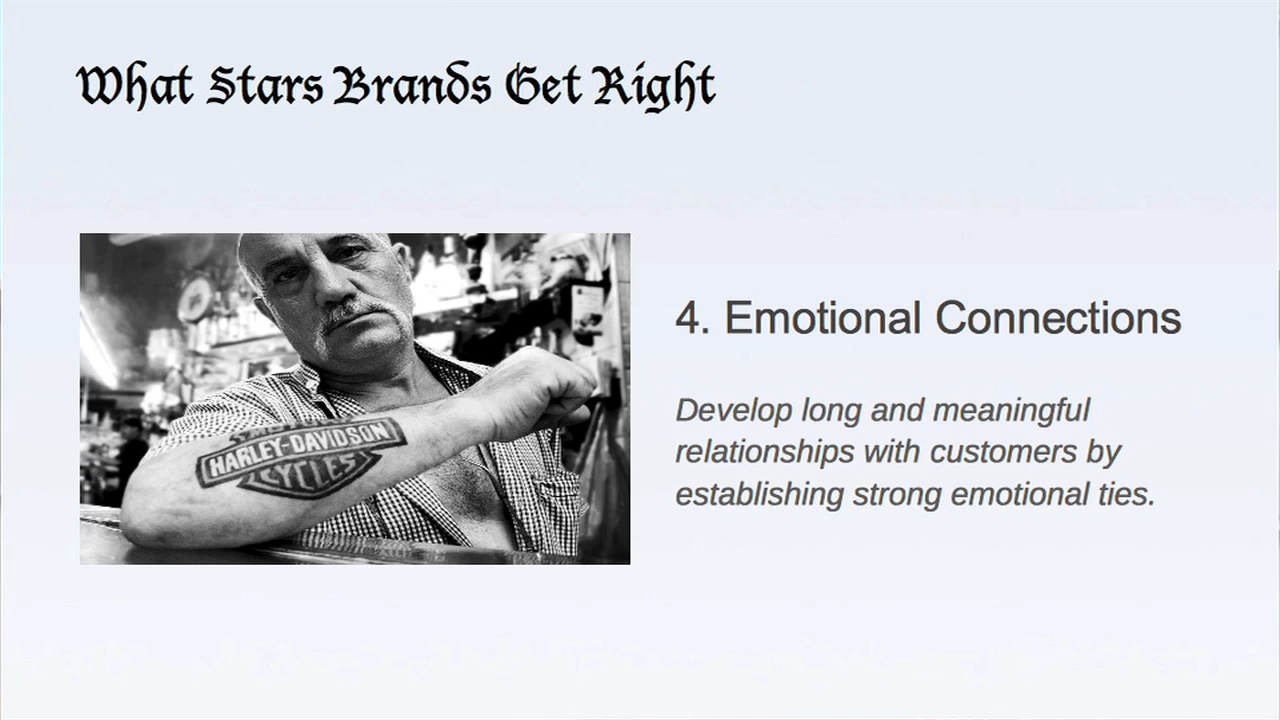 What Stars Brands Get Right
4. Emotional Connections
Develop long and meaningful
relationships with customers by
establishing strong emotional ties.
HARLEY-DAVIDSON
CYCLES